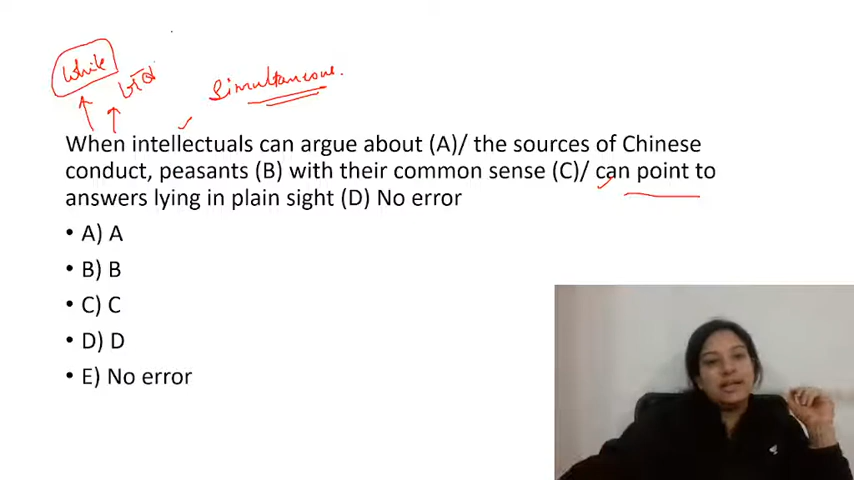 While
Simultaneous.
When intellectuals can argue about (A)/ the sources of Chinese
conduct, peasants (B) with their common sense (C)/ can point to
answers lying in plain sight (D) No error
• A) A
• B) B
• C) C
• D) D
• E) No error